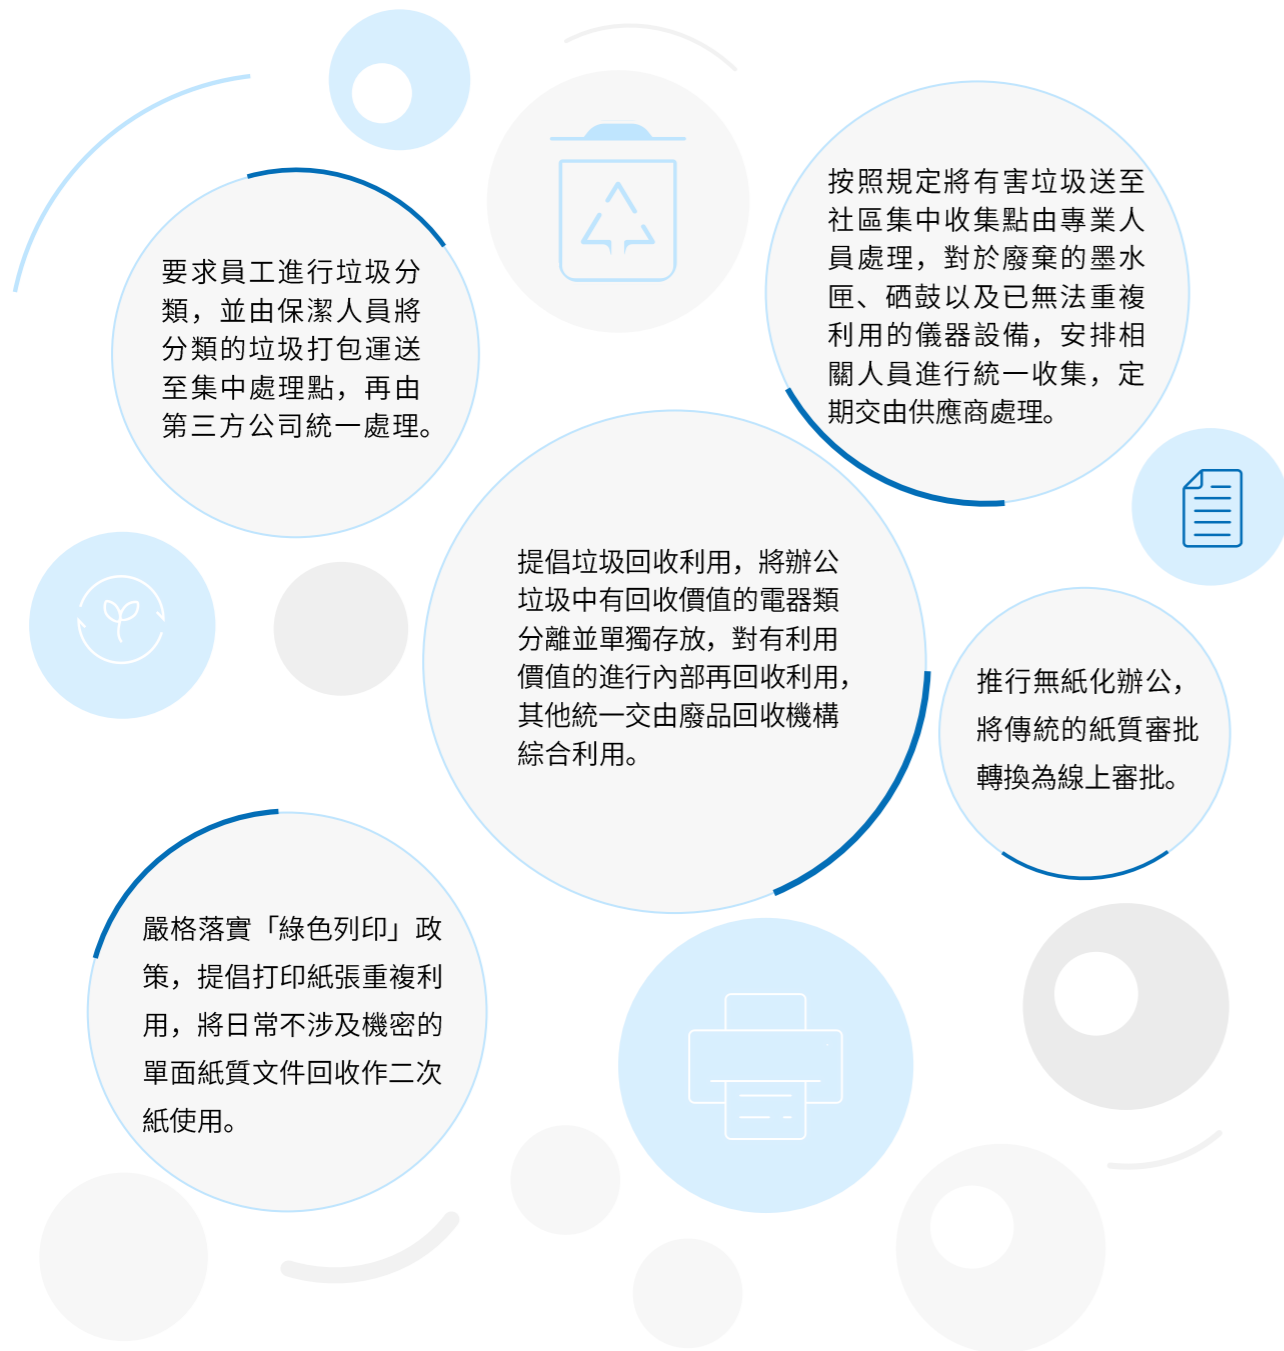 要求員工進行垃圾分
類，並由保潔人員將
分類的垃圾打包運送
至集中處理點，再由
第三方公司統一處理。
按照規定將有害垃圾送至
社區集中收集點由專業人
員處理，對於廢棄的墨水
匣、硒鼓以及已無法重複
利用的儀器設備，安排相
關人員進行統一收集，定
期交由供應商處理。
提倡垃圾回收利用，將辦公
垃圾中有回收價值的電器類
分離並單獨存放，對有利用
價值的進行內部再回收利用，
其他統一交由廢品回收機構
綜合利用。
推行無紙化辦公，
將傳統的紙質審批
轉換為線上審批。
嚴格落實「綠色列印」政
策，提倡打印紙張重複利
用，將日常不涉及機密的
單面紙質文件回收作二次
紙使用。